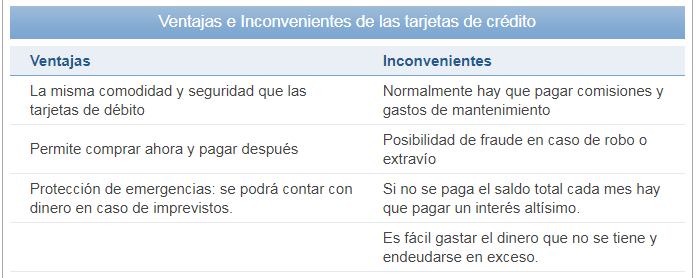 Ventajas e Inconvenientes de las tarjetas de crédito
Ventajas
Inconvenientes
La misma comodidad y seguridad que las
tarjetas de débito
Normalmente hay que pagar comisiones y
gastos de mantenimiento
Permite comprar ahora y pagar después
Posibilidad de fraude en caso de robo o
extravío
Protección de emergencias: se podrá contar con
dinero en caso de imprevistos.
Si no se paga el saldo total cada mes hay
que pagar un interés altísimo.
Es fácil gastar el dinero que no se tiene y
endeudarse en exceso.